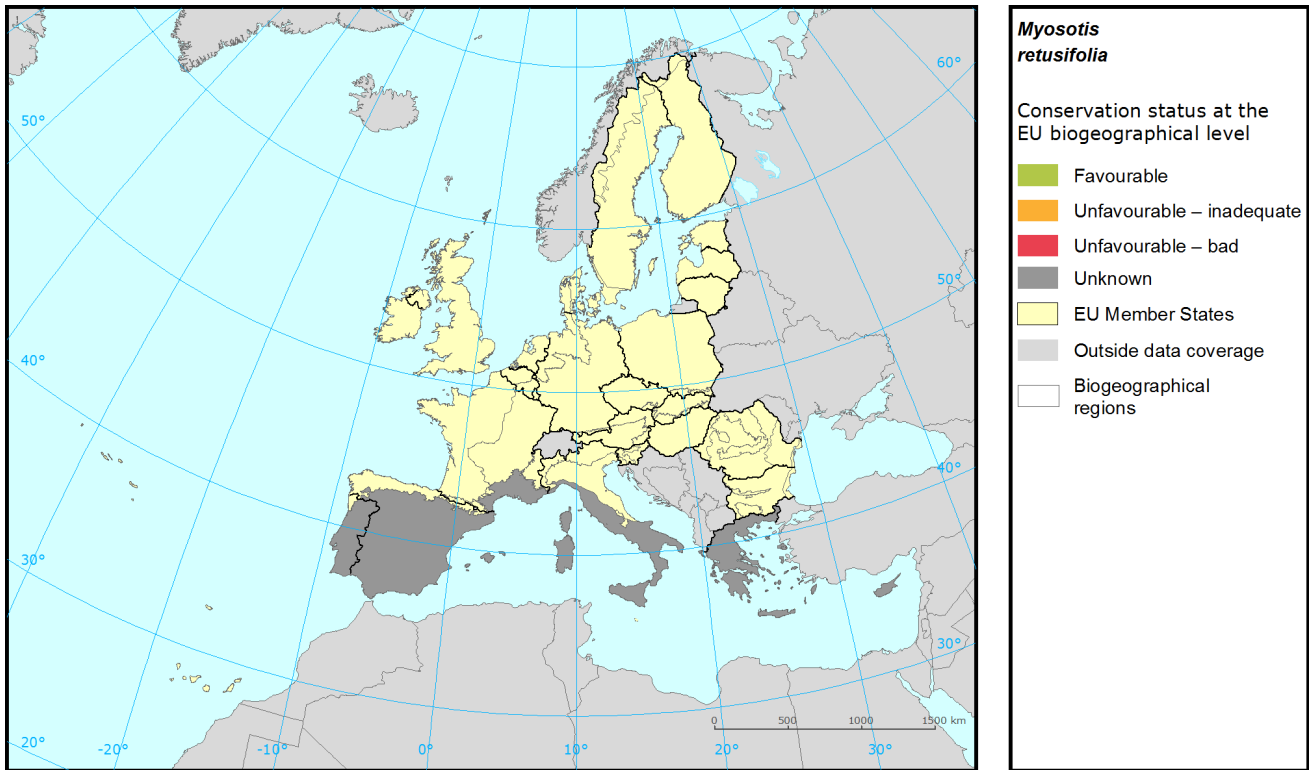 Myosotis
retusifolia
Conservation status at the
EU biogeographical level
Favourable
Unfavourable – inadequate
Unfavourable – bad
Unknown
EU Member States
Outside data coverage
Biogeographical
regions
60°
50°
50°
40°
40°
30°
30°
20°
-20°
-10°
0°
10°
20°
30°
0 500 1000 1500 km